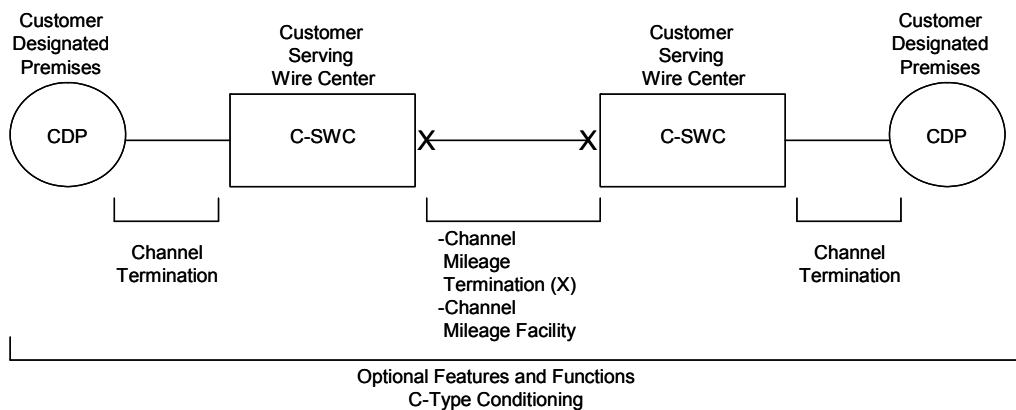 Customer
Designated
Premises
Customer
Serving
Wire Center
Customer
Serving
Wire Center
Customer
Designated
Premises
CDP
C-SWC
X
X
C-SWC
CDP
Channel
Termination
-Channel
Mileage
Termination (X)
-Channel
Mileage Facility
Channel
Termination
Optional Features and Functions
C-Type Conditioning